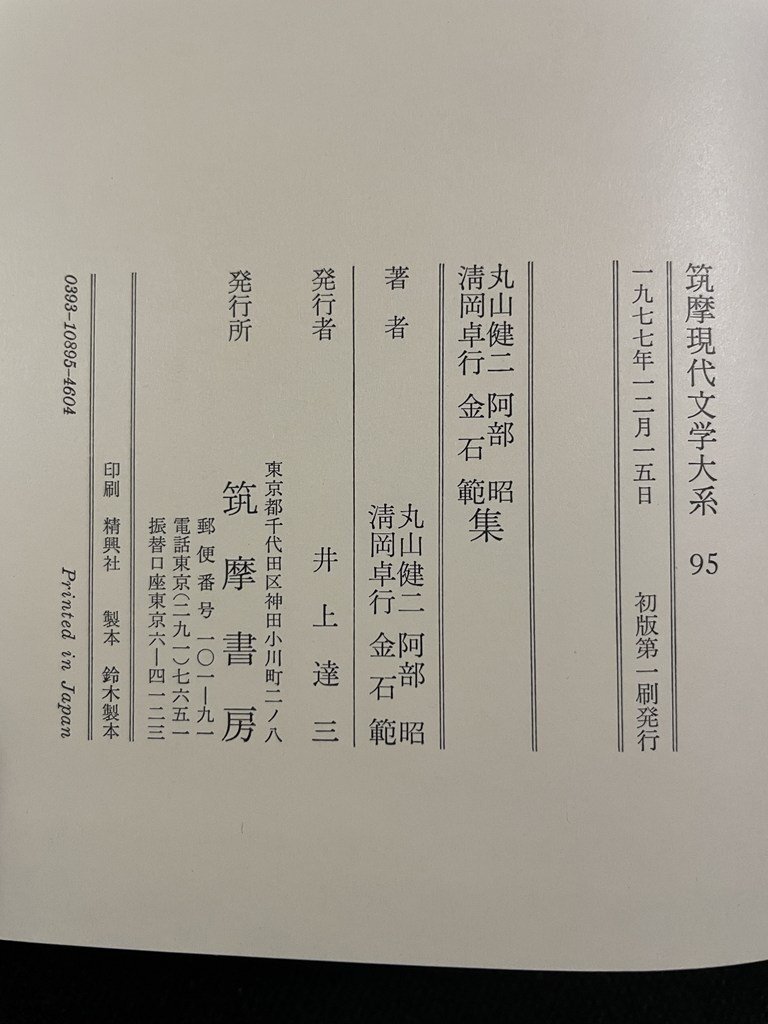 筑摩現代文学大系 95
一九七七年一二月一五日 初版第一刷発行
丸山健二 阿部 昭
清岡卓行 金 石 範
集
著 者
丸山健二 阿部 昭
清岡卓行 金 石 範
発行者 井 上 達 三
発行所
東京都千代田区神田小川町二ノ八
筑 摩 書 房
郵 便 番 号 一〇一―九一
電話東京(二九一)七六五一
振替口座東京六―四一二三
印刷 精興社 製本 鈴木製本
0393-10895-4604 Printed in Japan